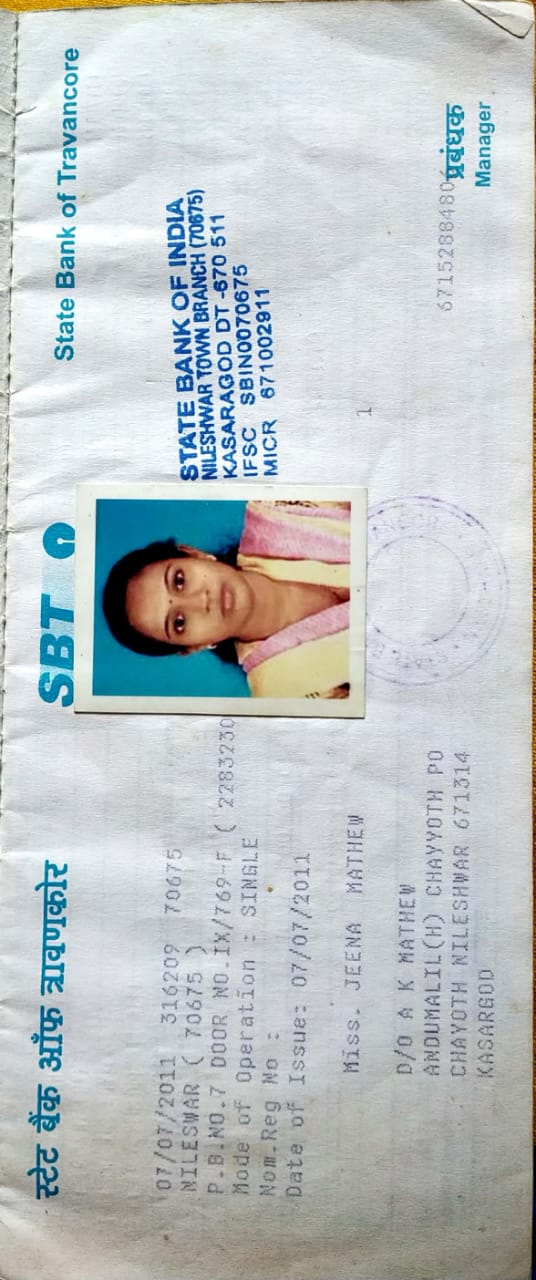 स्टेट बैंक ऑफ त्रावणकोर
SBT
State Bank of Travancore
07/07/2011 316209 70675
NILESWAR ( 70675 )
P.B.NO.7 DOOR NO.IX/769-F ( 2283230
Mode of Operation : SINGLE
Nom.Reg No :
Date of Issue: 07/07/2011
STATE BANK OF INDIA
NILESHWAR TOWN BRANCH (70675)
KASARAGOD DT -670 511
IFSC SBIN0070675
MICR 671002911
Miss. JEENA MATHEW
1
D/O A K MATHEW
ANDUMALIL(H) CHAYYOTH PO
CHAYOTH NILESHWAR 671314
KASARGOD
67152884806
प्रबंधक
Manager